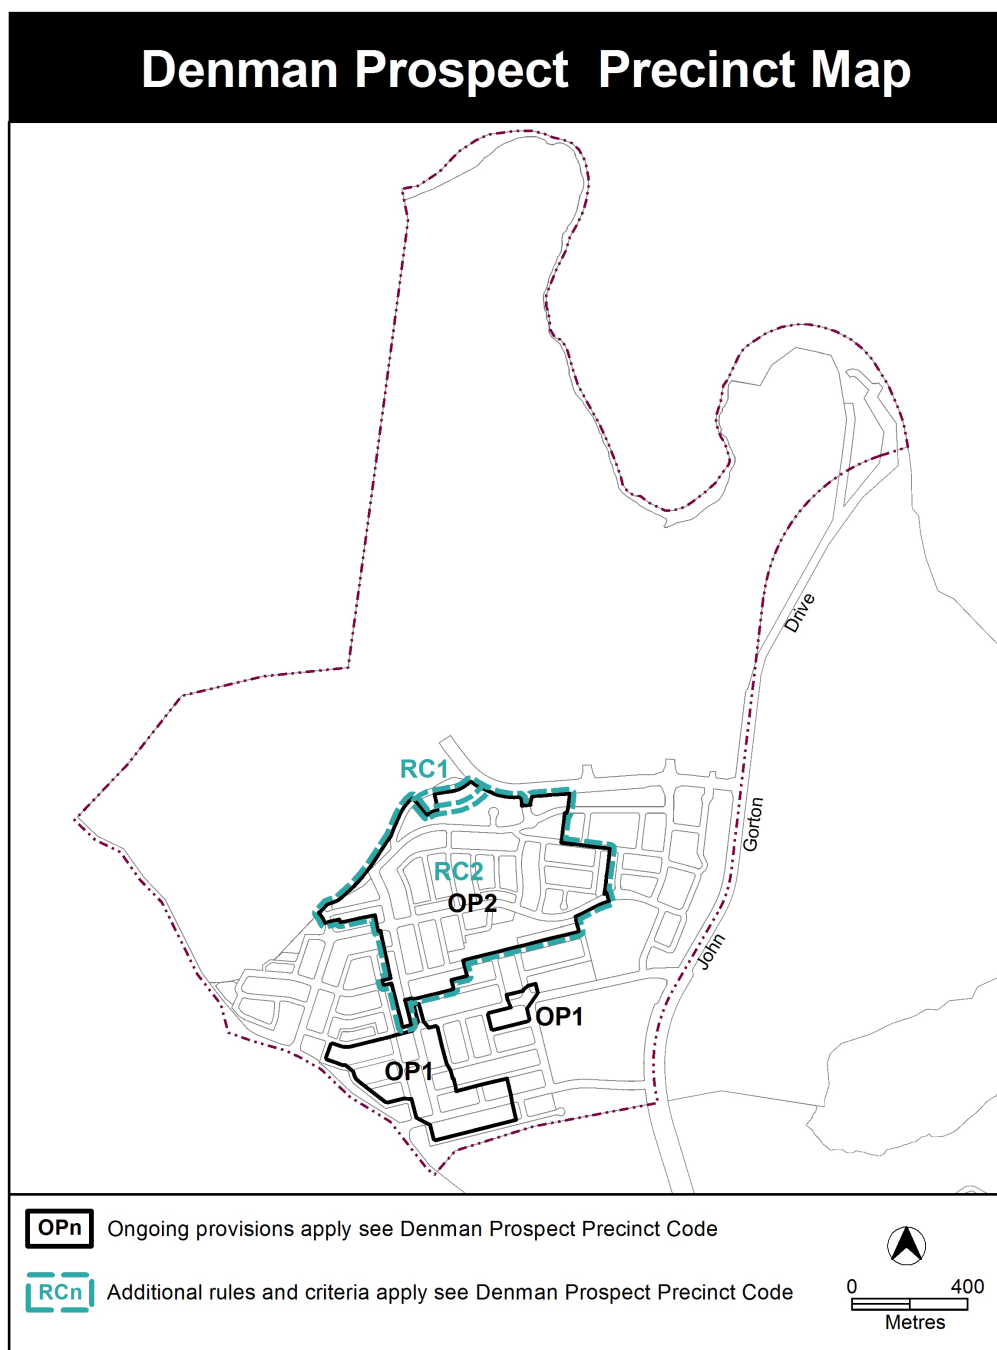 Denman Prospect Precinct Map
Drive
RC1
Gorton
RC2
OP2
John
OP1
OP1
OPn Ongoing provisions apply see Denman Prospect Precinct Code
RCn Additional rules and criteria apply see Denman Prospect Precinct Code
0 400
Metres